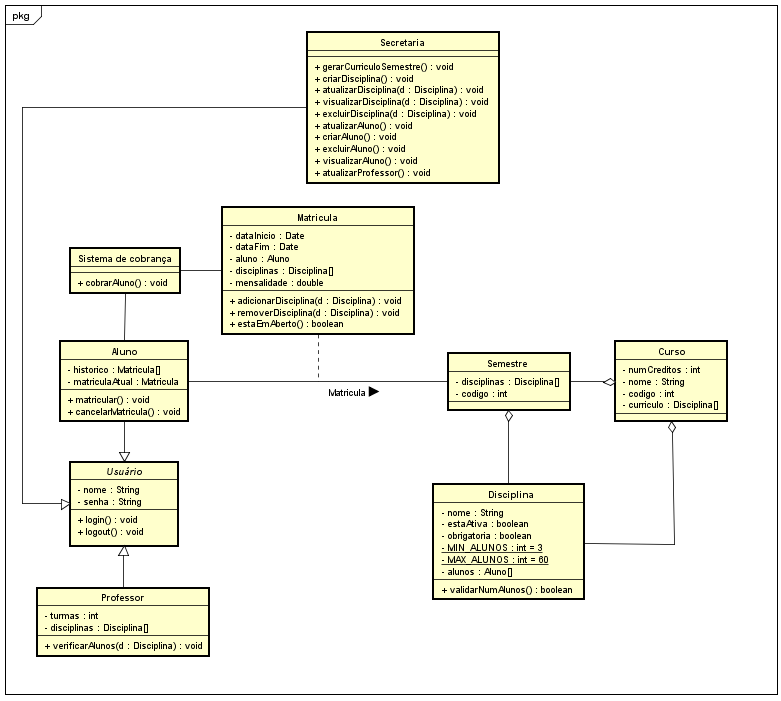 pkg
Secretaria
+ gerarCurriculoSemestre() : void
+ criarDisciplina() : void
+ atualizarDisciplina(d : Disciplina) : void
+ visualizarDisciplina(d : Disciplina) : void
+ excluirDisciplina(d : Disciplina) : void
+ atualizarAluno() : void
+ criarAluno() : void
+ excluirAluno() : void
+ visualizarAluno() : void
+ atualizarProfessor() : void
Matricula
- dataInicio : Date
- dataFim : Date
- aluno : Aluno
- disciplinas : Disciplina[]
- mensalidade : double
+ adicionarDisciplina(d : Disciplina) : void
+ removerDisciplina(d : Disciplina) : void
+ estaEmAberto() : boolean
Sistema de cobrança
+ cobrarAluno() : void
Aluno
- historico : Matricula[]
- matriculaAtual : Matricula
+ matricular() : void
+ cancelarMatricula() : void
Matricula ▶
Semestre
- disciplinas : Disciplina[]
- codigo : int
Curso
- numCreditos : int
- nome : String
- codigo : int
- curriculo : Disciplina[]
Usuário
- nome : String
- senha : String
+ login() : void
+ logout() : void
Disciplina
- nome : String
- estaAtiva : boolean
- obrigatoria : boolean
- MIN_ALUNOS : int = 3
- MAX_ALUNOS : int = 60
- alunos : Aluno[]
+ validarNumAlunos() : boolean
Professor
- turmas : int
- disciplinas : Disciplina[]
+ verificarAlunos(d : Disciplina) : void